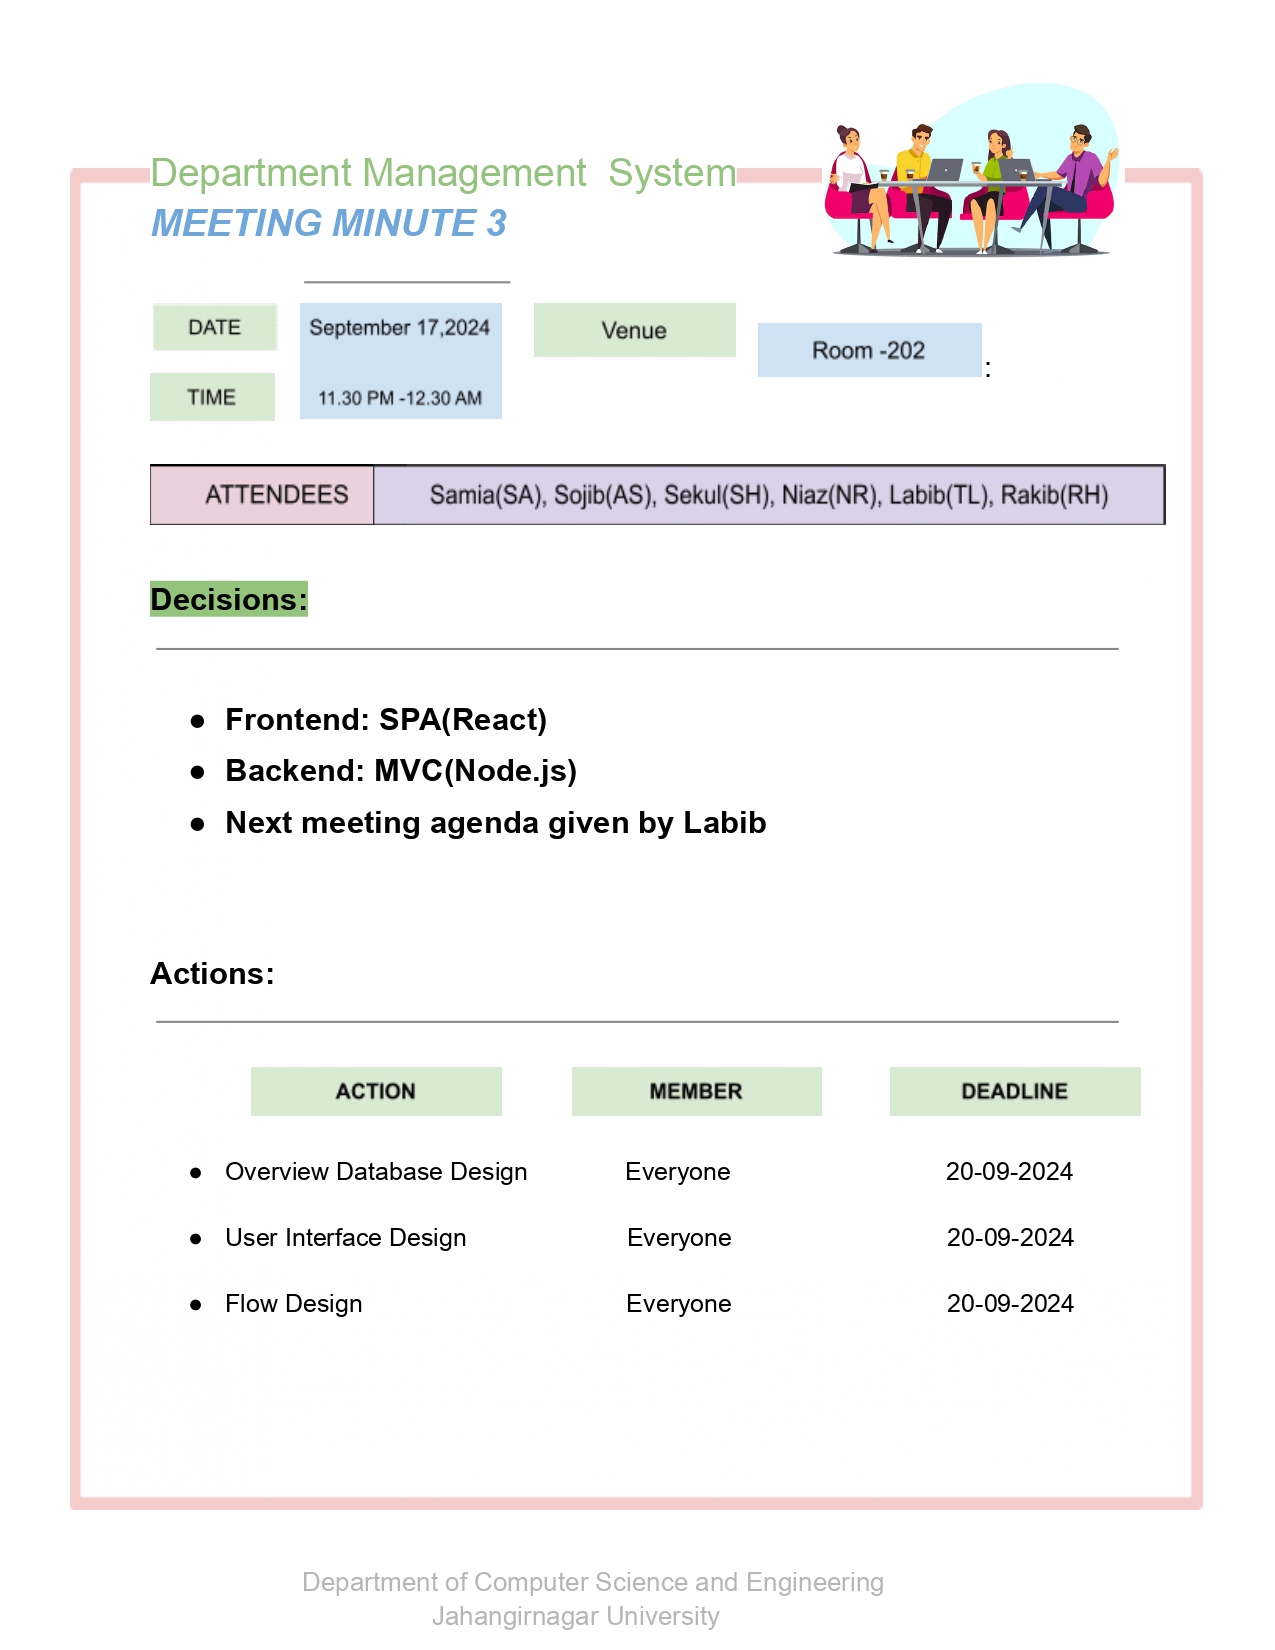 Department Management  System
MEETING MINUTE 3
DATE
September 17,2024
Venue
Room -202
:
TIME
11.30 PM -12.30 AM
ATTENDEES
Samia(SA), Sojib(AS), Sekul(SH), Niaz(NR), Labib(TL), Rakib(RH)
Decisions:
● Frontend: SPA(React)
● Backend: MVC(Node.js)
● Next meeting agenda given by Labib
Actions:
ACTION MEMBER DEADLINE
● Overview Database Design Everyone 20-09-2024
● User Interface Design Everyone 20-09-2024
● Flow Design Everyone 20-09-2024
Department of Computer Science and Engineering
Jahangirnagar University